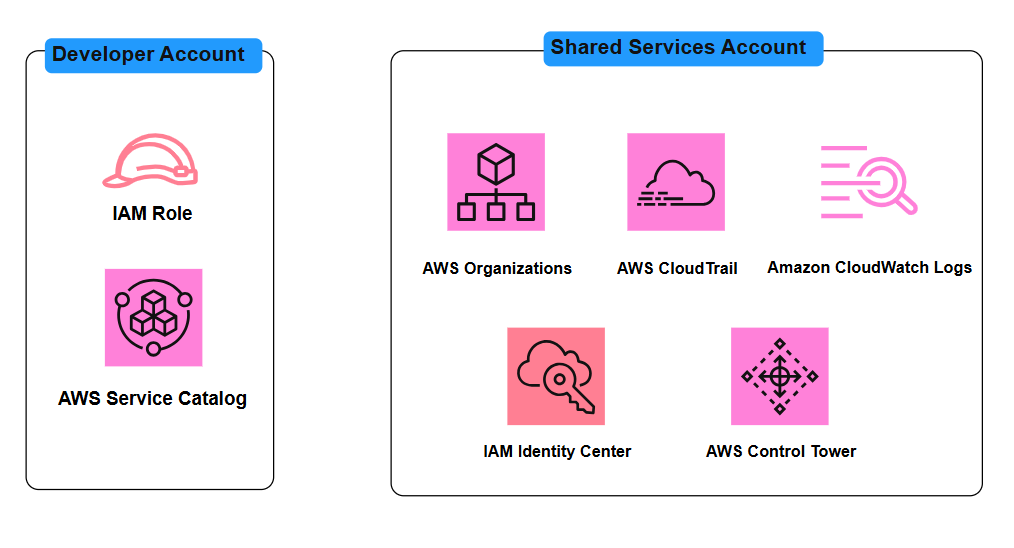 Developer Account
IAM Role
AWS Service Catalog
Shared Services Account
AWS Organizations
AWS CloudTrail
Amazon CloudWatch Logs
IAM Identity Center
AWS Control Tower